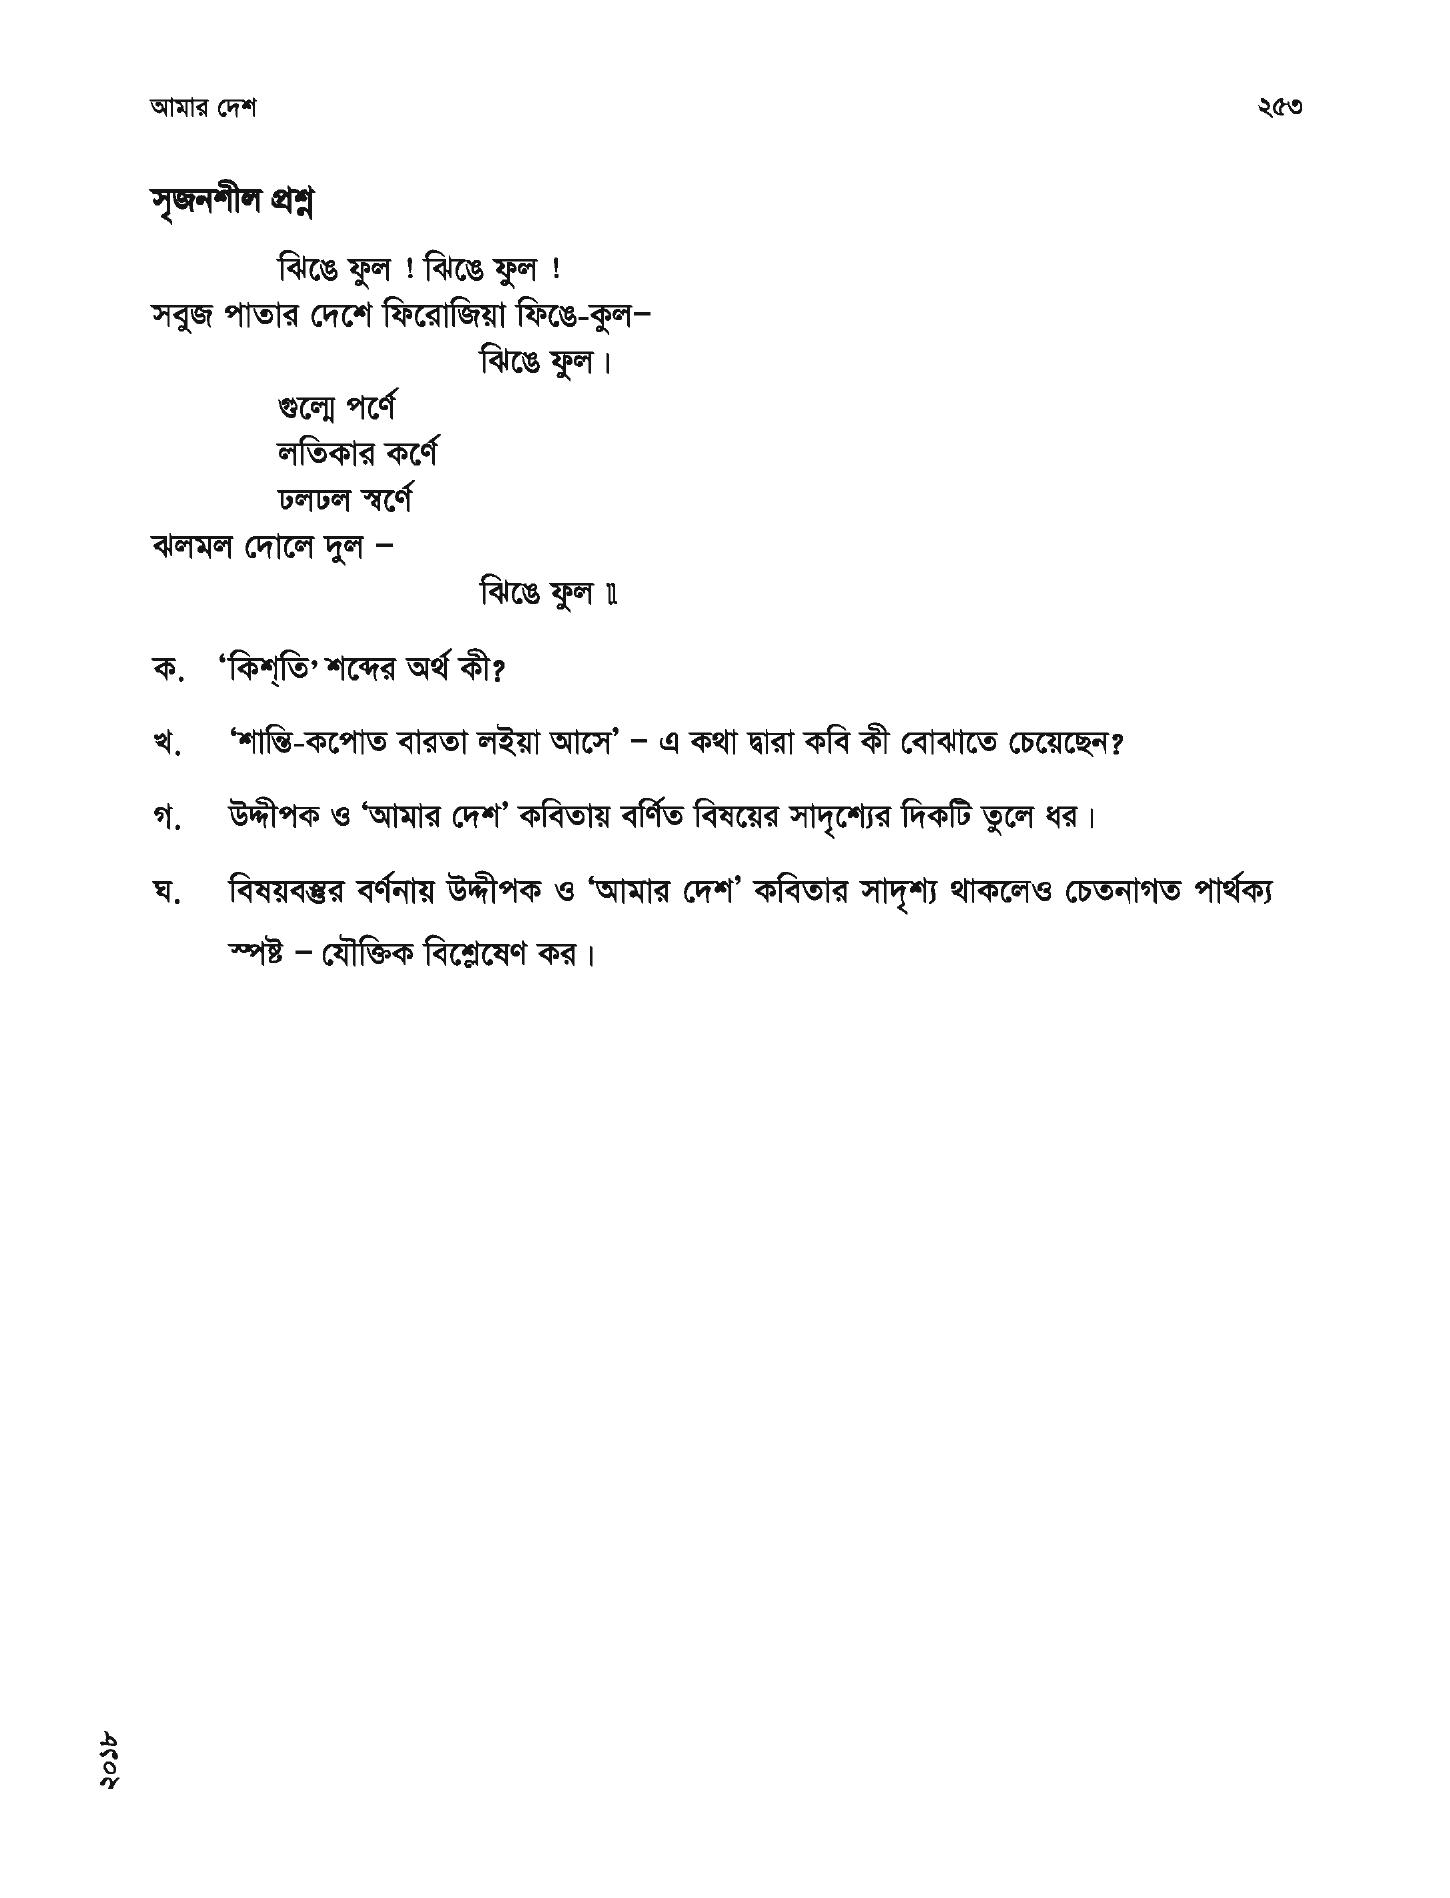 আমার দেশ ২৫৩
সৃজনশীল প্রশ্ন
ঝিঙে ফুল ! ঝিঙে ফুল !
সবুজ পাতার দেশে ফিরোজিয়া ফিঙে-কুল–
ঝিঙে ফুল।
গুল্মে পর্ণে
লতিকার কর্ণে
ঢলঢল স্বর্ণে
ঝলমল দোলে দুল –
ঝিঙে ফুল॥
ক. ‘কিশ্‌তি’ শব্দের অর্থ কী?
খ. ‘শান্তি-কপোত বারতা লইয়া আসে’ – এ কথা দ্বারা কবি কী বোঝাতে চেয়েছেন?
গ. উদ্দীপক ও ‘আমার দেশ’ কবিতায় বর্ণিত বিষয়ের সাদৃশ্যের দিকটি তুলে ধর।
ঘ. বিষয়বস্তুর বর্ণনায় উদ্দীপক ও ‘আমার দেশ’ কবিতার সাদৃশ্য থাকলেও চেতনাগত পার্থক্য
স্পষ্ট – যৌক্তিক বিশ্লেষেণ কর।
২০১৮